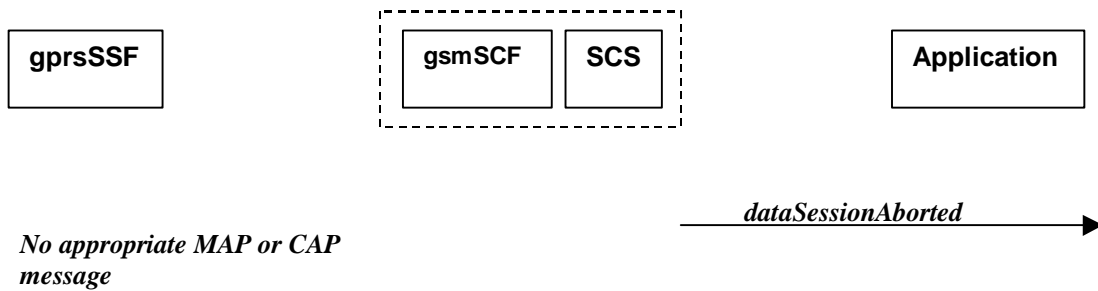 gprsSSF
gsmSCF
SCS
Application
dataSessionAborted
No appropriate MAP or CAP
message